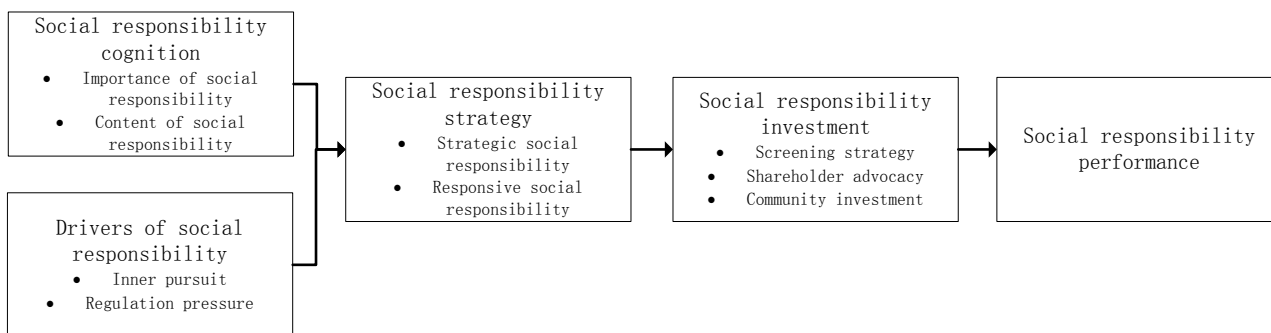 Social responsibility
cognition
• Importance of social
responsibility
• Content of social
responsibility
Drivers of social
responsibility
• Inner pursuit
• Regulation pressure
Social responsibility
strategy
• Strategic social
responsibility
• Responsive social
responsibility
Social responsibility
investment
• Screening strategy
• Shareholder advocacy
• Community investment
Social responsibility
performance